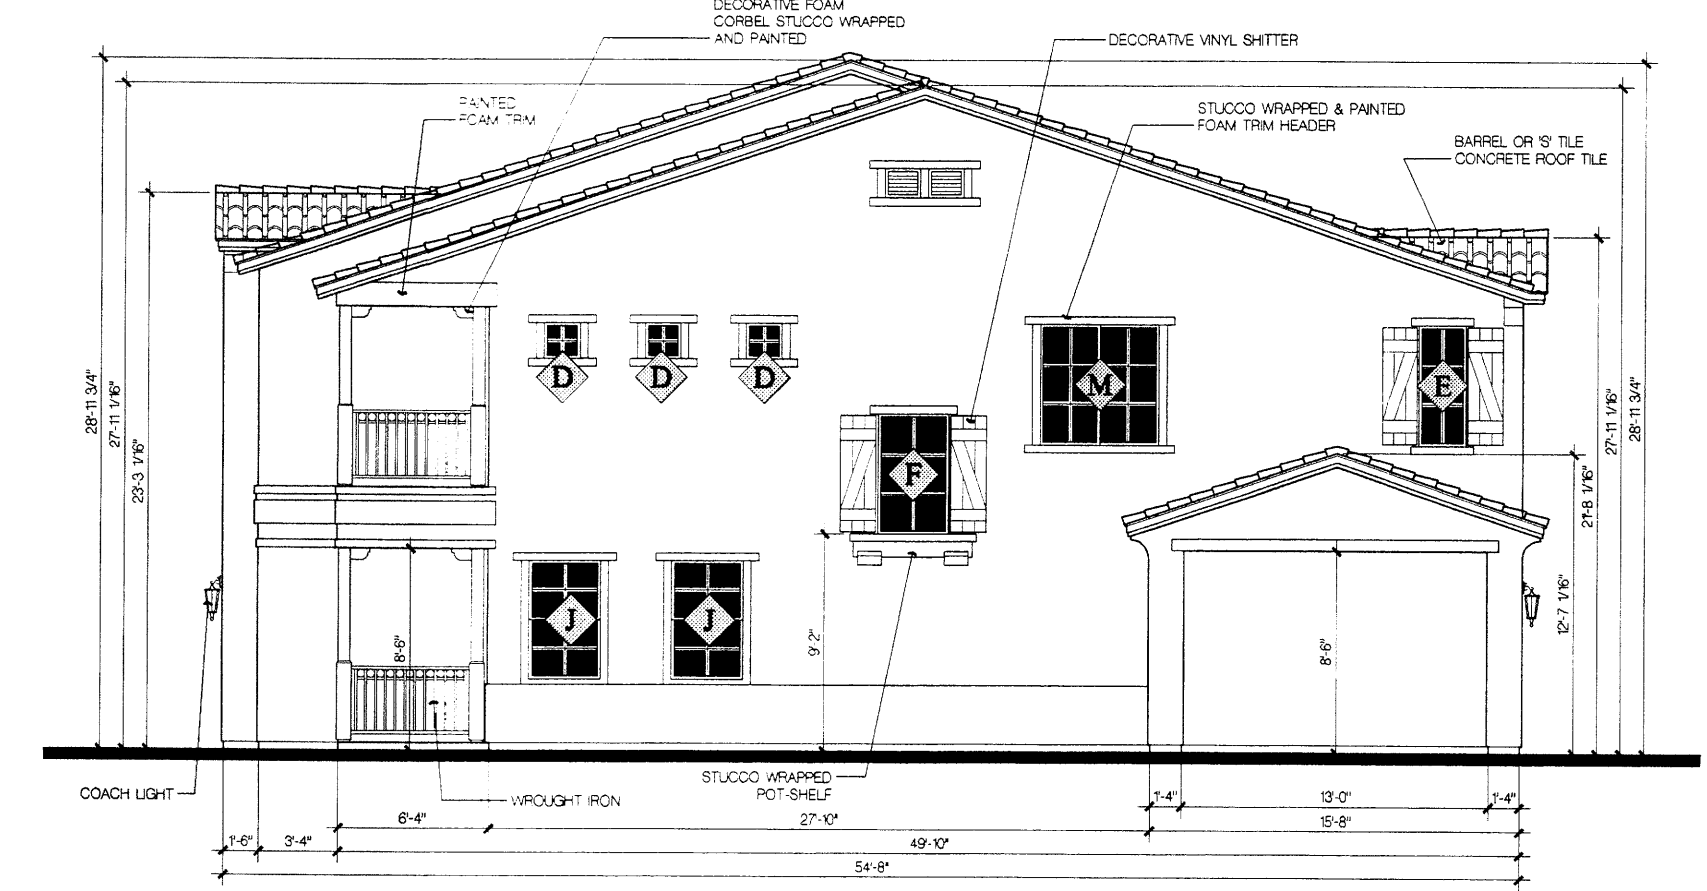 DECORATIVE FOAM
CORBEL STUCCO WRAPPED
AND PAINTED
DECORATIVE VINYL SHITTER
PAINTED
FOAM TRIM
STUCCO WRAPPED & PAINTED
FOAM TRIM HEADER
BARREL OR 'S' TILE
CONCRETE ROOF TILE
28'-11 3/4"
27'-11 1/16"
23'-3 1/16"
D
D
D
M
E
F
J
J
8'-6"
9'-2"
8'-6"
12'-7 1/16"
21'-8 1/16"
27'-11 1/16"
28'-11 3/4"
COACH LIGHT
WROUGHT IRON
STUCCO WRAPPED
POT-SHELF
1'-4"
13'-0"
1'-4"
6'-4"
27'-10"
15'-8"
1'-6"
3'-4"
49'-10"
54'-8"